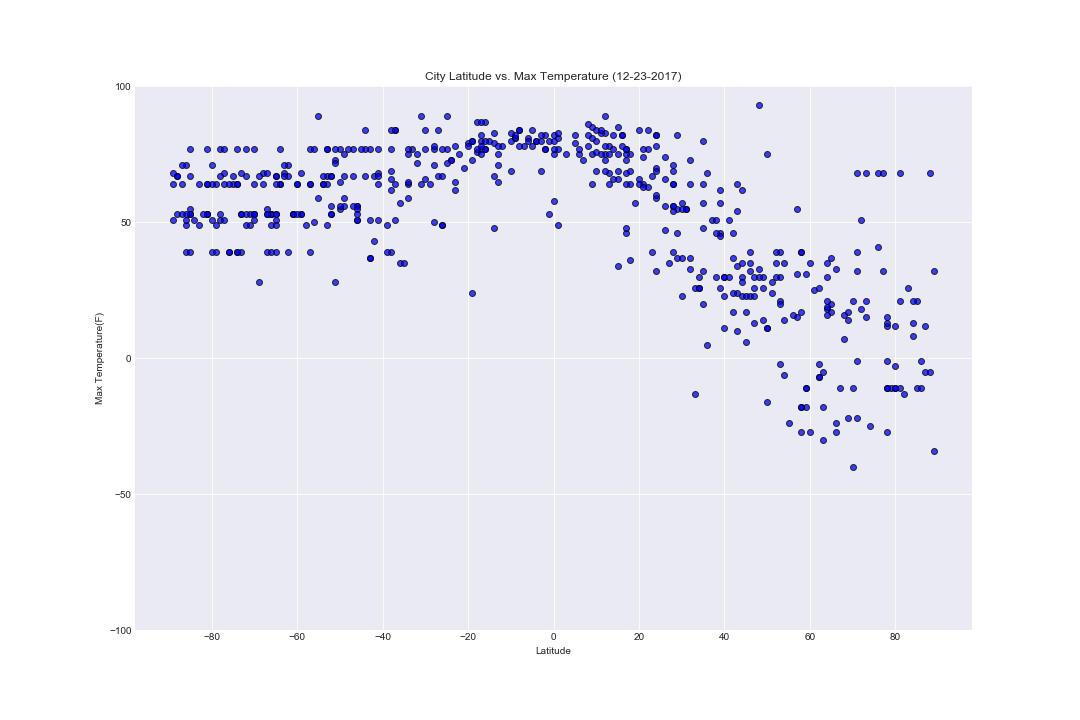 City Latitude vs. Max Temperature (12-23-2017)
100
50
0
−50
−100
Max Temperature(F)
−80 −60 −40 −20 0 20 40 60 80
Latitude